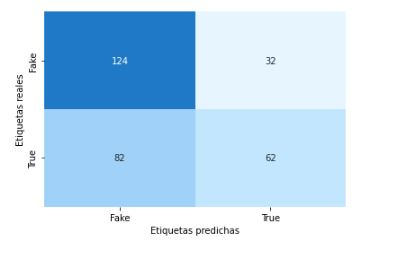 Etiquetas reales
Fake
124
32
True
82
62
Fake
True
Etiquetas predichas